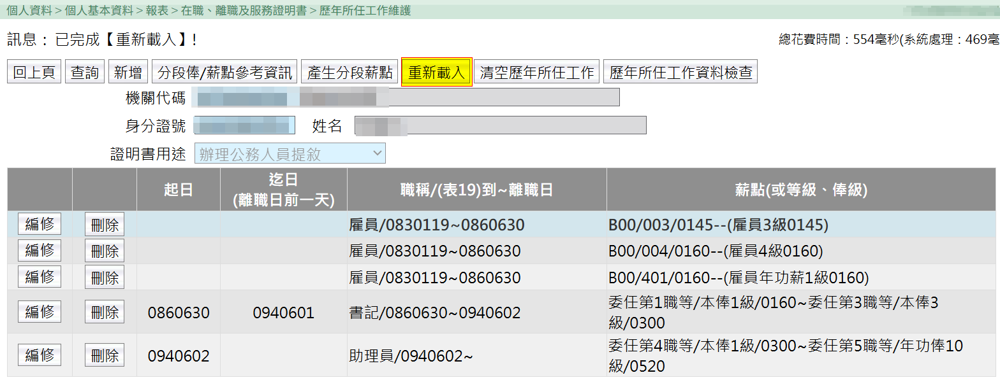 個人資料 > 個人基本資料 > 報表 > 在職、離職及服務證明書 > 歷年所任工作維護
訊息： 已完成【重新載入】!
總花費時間：554毫秒(系統處理：469毫
回上頁 查詢 新增 分段俸/薪點參考資訊 產生分段薪點 重新載入 清空歷年所任工作 歷年所任工作資料檢查
機關代碼
身分證號 姓名
證明書用途 辦理公務人員提敘
起日 迄日 職稱/(表19)到~離職日 薪點(或等級、俸級)
(離職日前一天)
編修 刪除 雇員/0830119~0860630 B00/003/0145--(雇員3級0145)
編修 刪除 雇員/0830119~0860630 B00/004/0160--(雇員4級0160)
編修 刪除 雇員/0830119~0860630 B00/401/0160--(雇員年功薪1級0160)
編修 刪除 0860630 0940601 書記/0860630~0940602 委任第1職等/本俸1級/0160~委任第3職等/本俸3
級/0300
編修 刪除 0940602 助理員/0940602~ 委任第4職等/本俸1級/0300~委任第5職等/年功俸10
級/0520